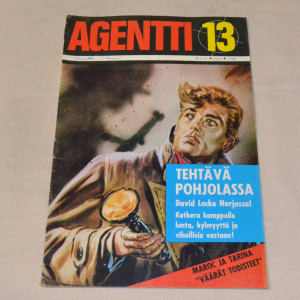 AGENTTI 13
TEHTÄVÄ
POHJOLASSA
David Locke Norjassa!
Katkera kamppailu
lunta, kylmyyttä ja
vihollisia vastaan!
MAROC JA TARINA
"VÄÄRÄT TODISTEET"